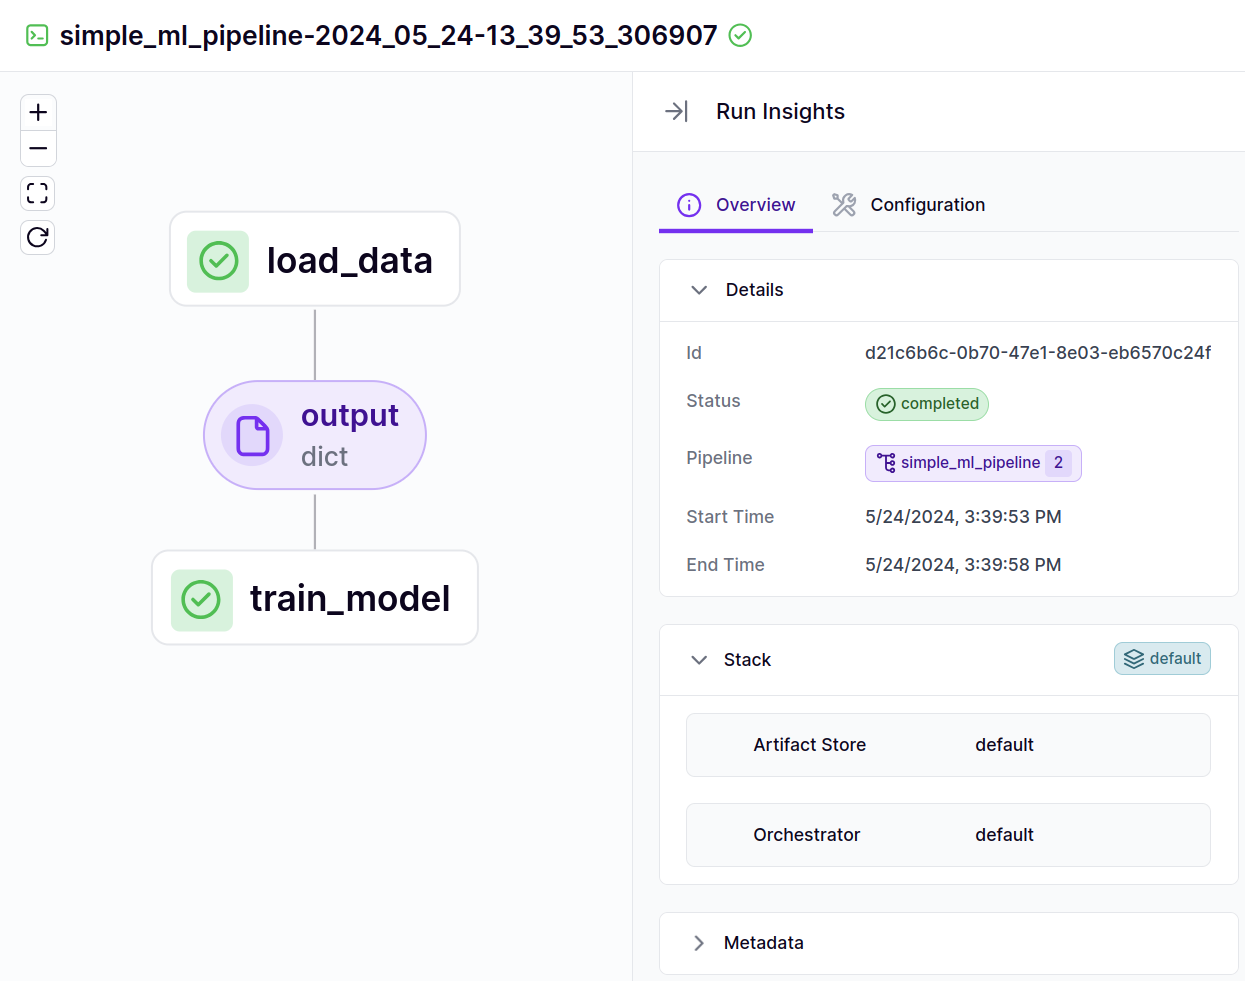 simple_ml_pipeline-2024_05_24-13_39_53_306907
load_data
output
dict
train_model
Run Insights
Overview
Configuration
Details
Id d21c6b6c-0b70-47e1-8e03-eb6570c24f
Status completed
Pipeline simple_ml_pipeline 2
Start Time 5/24/2024, 3:39:53 PM
End Time 5/24/2024, 3:39:58 PM
Stack default
Artifact Store default
Orchestrator default
Metadata